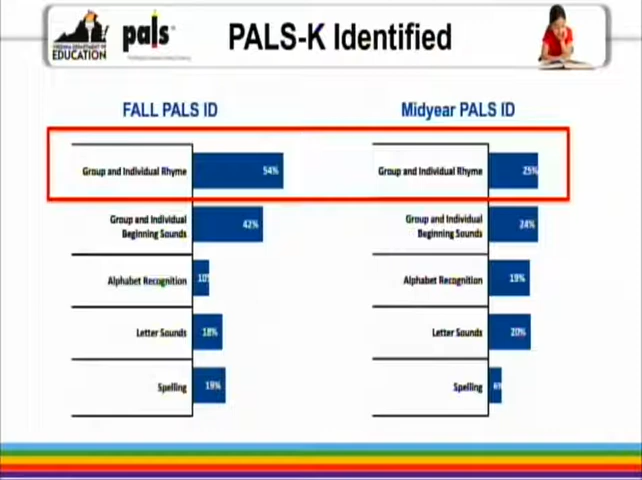 VIRGINIA DEPARTMENT OF
EDUCATION
pals
PALS-K Identified
FALL PALS ID
Group and Individual Rhyme
54%
Group and Individual
Beginning Sounds
42%
Alphabet Recognition
10%
Letter Sounds
18%
Spelling
19%
Midyear PALS ID
Group and Individual Rhyme
25%
Group and Individual
Beginning Sounds
24%
Alphabet Recognition
19%
Letter Sounds
20%
Spelling
6%